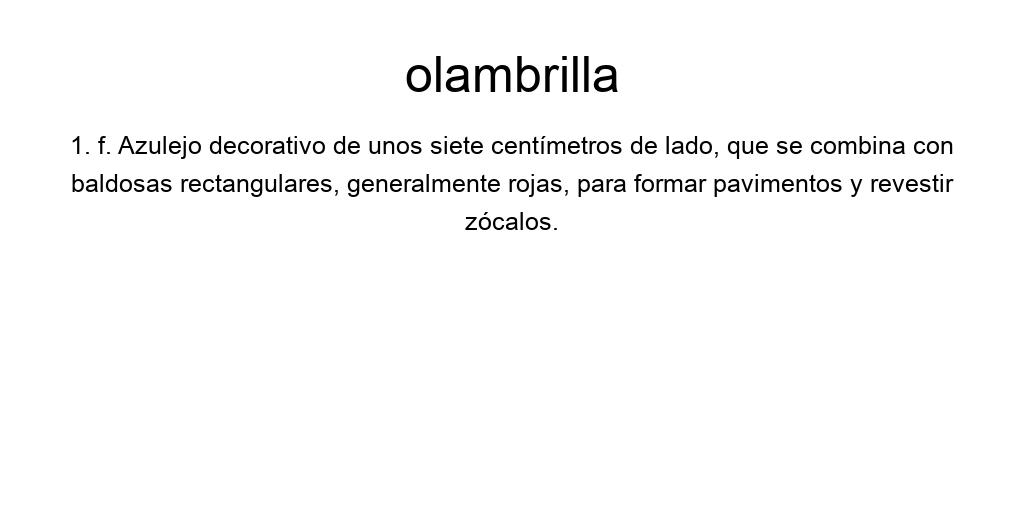 olambrilla
1. f. Azulejo decorativo de unos siete centímetros de lado, que se combina con
baldosas rectangulares, generalmente rojas, para formar pavimentos y revestir
zócalos.